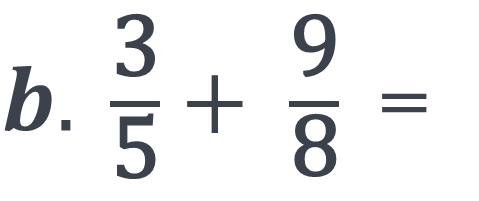 b. 3/5 + 9/8 =